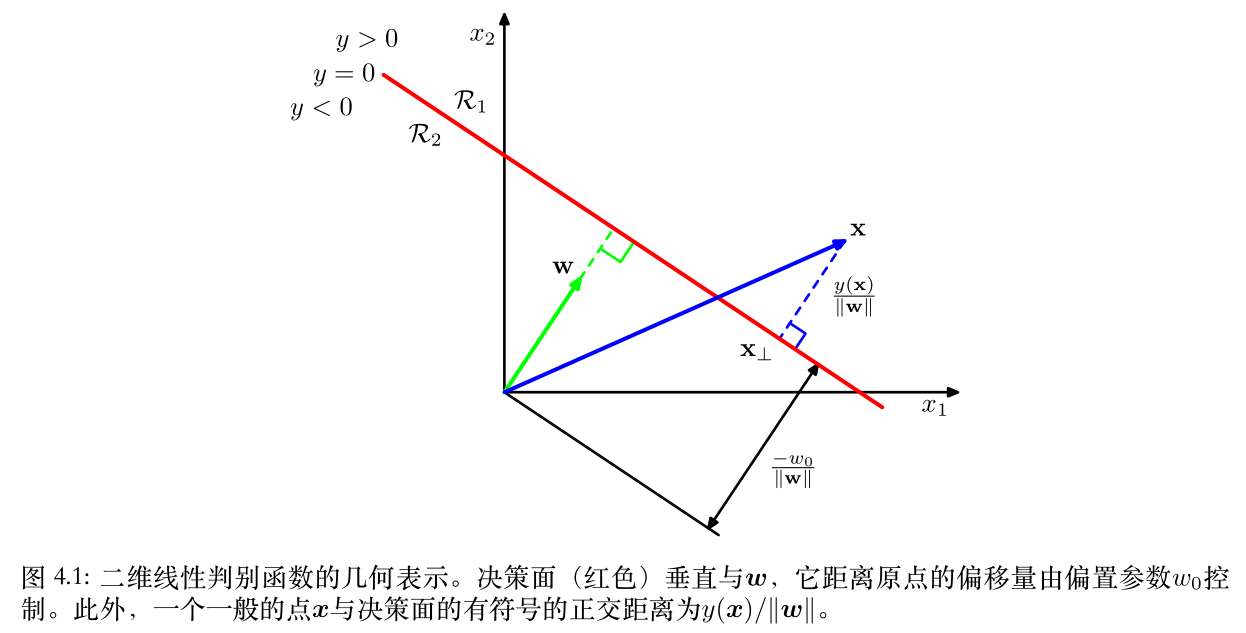 y > 0
x₂
y = 0
y < 0
R₁
R₂
x
w
y(x)/‖w‖
x⊥
x₁
−w₀/‖w‖
图 4.1: 二维线性判别函数的几何表示。决策面（红色）垂直与w，它距离原点的偏移量由偏置参数w₀控
制。此外，一个一般的点x与决策面的有符号的正交距离为y(x)/‖w‖。